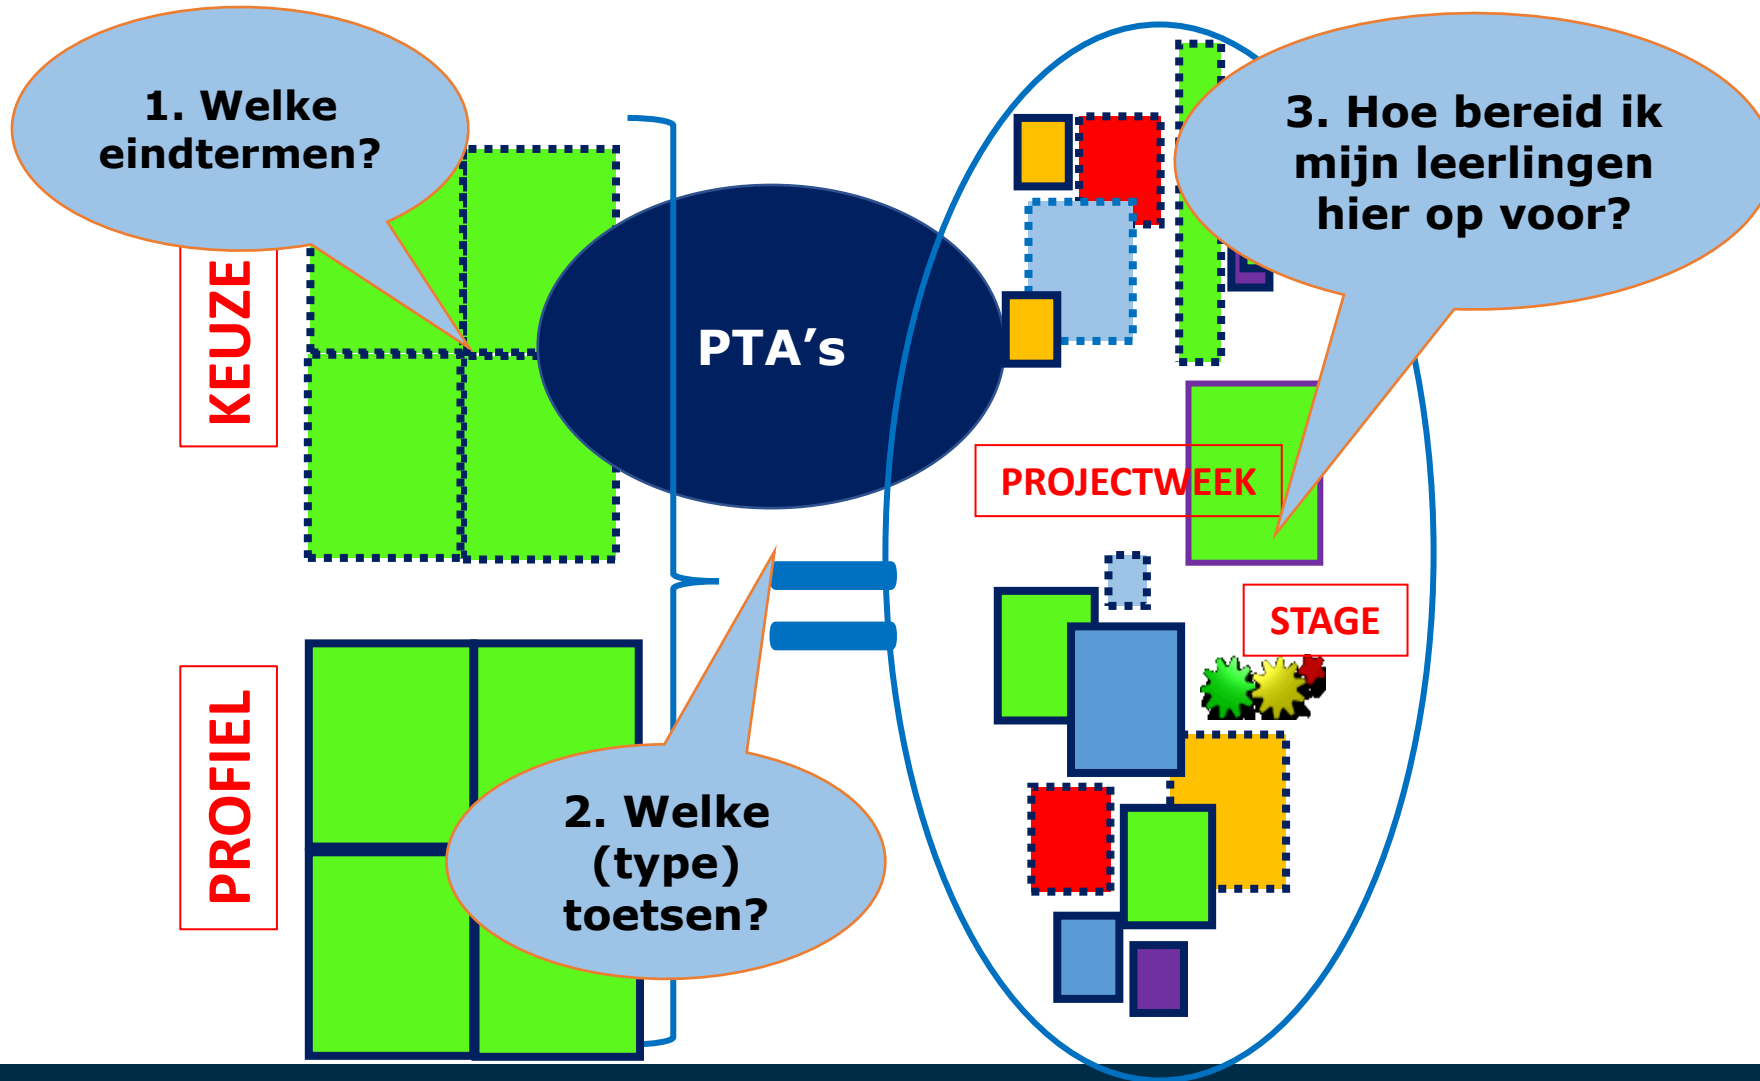 1. Welke
eindtermen?
KEUZE
PTA's
3. Hoe bereid ik
mijn leerlingen
hier op voor?
PROJECTWEEK
STAGE
PROFIEL
2. Welke
(type)
toetsen?